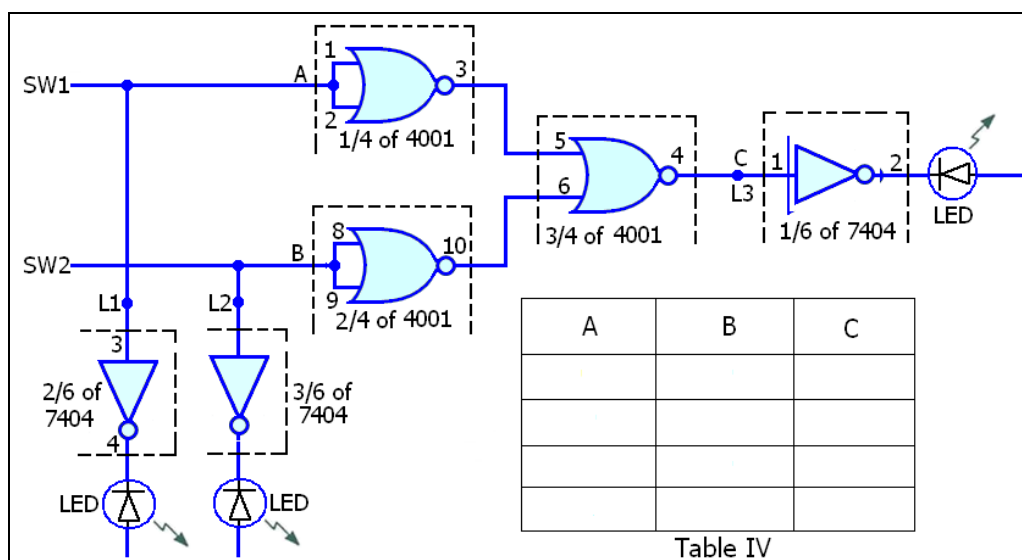 SW1
A
1
2
3
1/4 of 4001
5
6
4
3/4 of 4001
C
L3
1
2
1/6 of 7404
LED
SW2
B
8
9
10
2/4 of 4001
L1
L2
3
4
2/6 of
7404
3/6 of
7404
LED
LED
A B C
Table IV